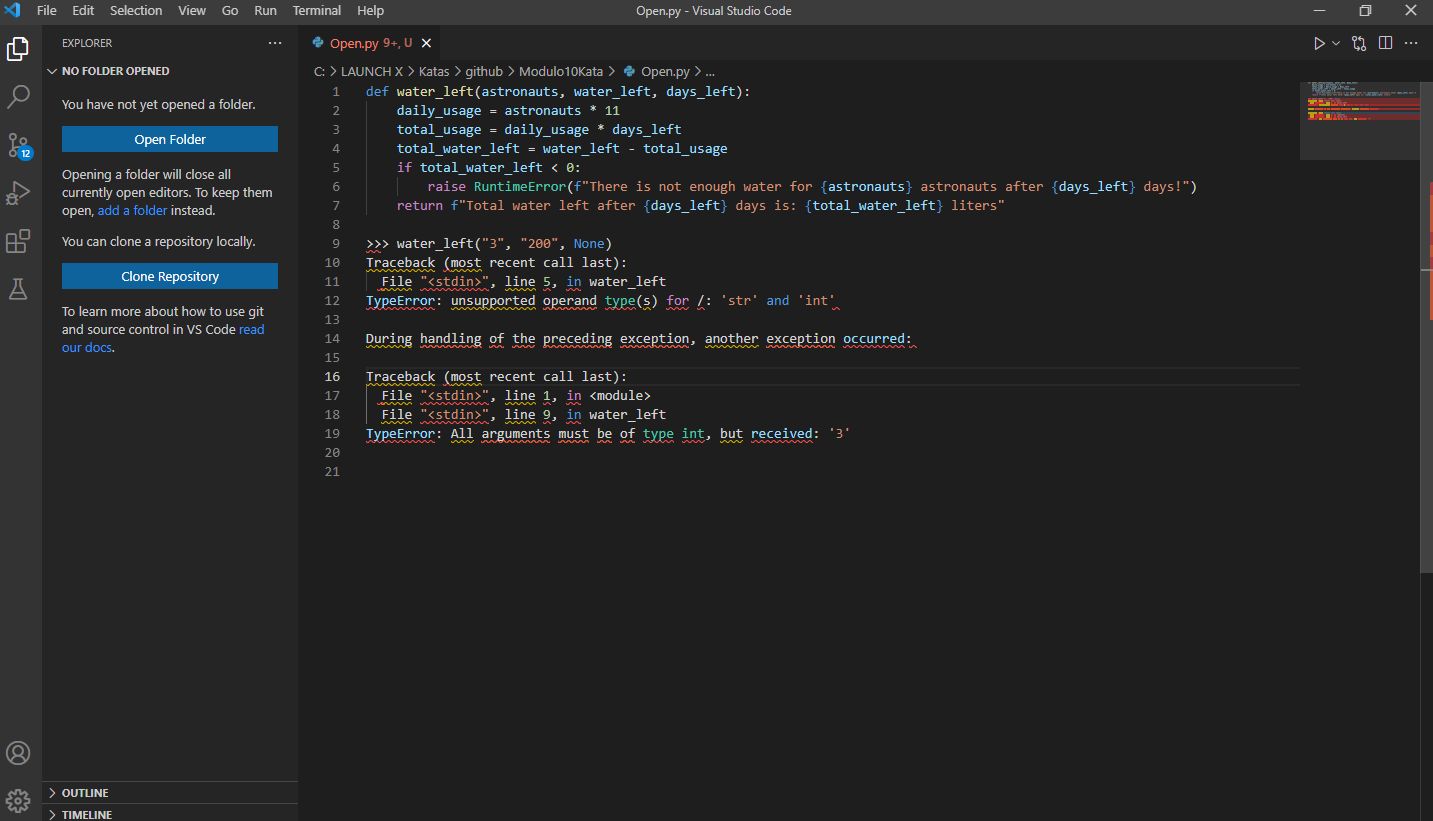 File Edit Selection View Go Run Terminal Help
Open.py - Visual Studio Code
EXPLORER
NO FOLDER OPENED
You have not yet opened a folder.
Open Folder
Opening a folder will close all
currently open editors. To keep them
open, add a folder instead.
You can clone a repository locally.
Clone Repository
To learn more about how to use git
and source control in VS Code read
our docs.
OUTLINE
TIMELINE
12
Open.py 9+, U
C: > LAUNCH X > Katas > github > Modulo10Kata > Open.py > ...
1 def water_left(astronauts, water_left, days_left):
2 daily_usage = astronauts * 11
3 total_usage = daily_usage * days_left
4 total_water_left = water_left - total_usage
5 if total_water_left < 0:
6 raise RuntimeError(f"There is not enough water for {astronauts} astronauts after {days_left} days!")
7 return f"Total water left after {days_left} days is: {total_water_left} liters"
8
9 >>> water_left("3", "200", None)
10 Traceback (most recent call last):
11 File "<stdin>", line 5, in water_left
12 TypeError: unsupported operand type(s) for /: 'str' and 'int'
13
14 During handling of the preceding exception, another exception occurred:
15
16 Traceback (most recent call last):
17 File "<stdin>", line 1, in <module>
18 File "<stdin>", line 9, in water_left
19 TypeError: All arguments must be of type int, but received: '3'
20
21